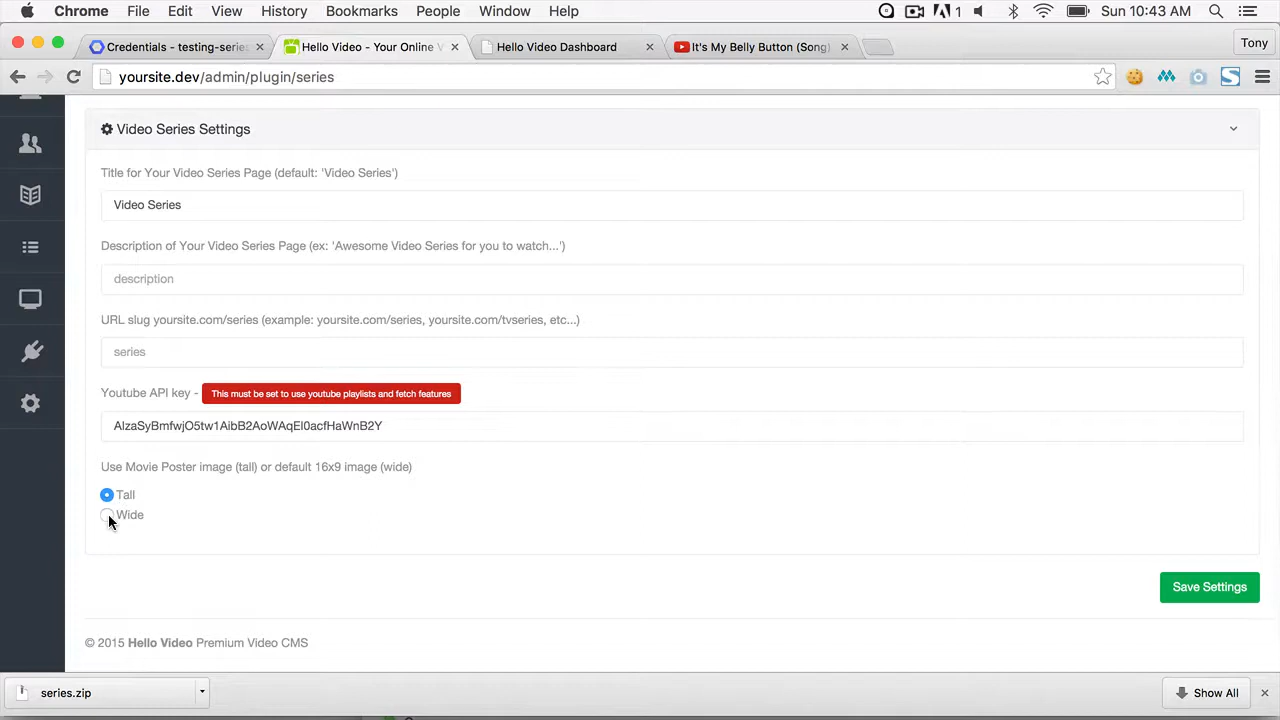 Chrome File Edit View History Bookmarks People Window Help 1 Sun 10:43 AM
Credentials - testing-serie Hello Video - Your Online V Hello Video Dashboard It's My Belly Button (Song) Tony
yoursite.dev/admin/plugin/series
Video Series Settings
Title for Your Video Series Page (default: 'Video Series')
Video Series
Description of Your Video Series Page (ex: 'Awesome Video Series for you to watch...')
description
URL slug yoursite.com/series (example: yoursite.com/series, yoursite.com/tvseries, etc...)
series
Youtube API key - This must be set to use youtube playlists and fetch features
AIzaSyBmfwjO5tw1AibB2AoWAqEl0acfHaWnB2Y
Use Movie Poster image (tall) or default 16x9 image (wide)
Tall
Wide
Save Settings
© 2015 Hello Video Premium Video CMS
series.zip Show All